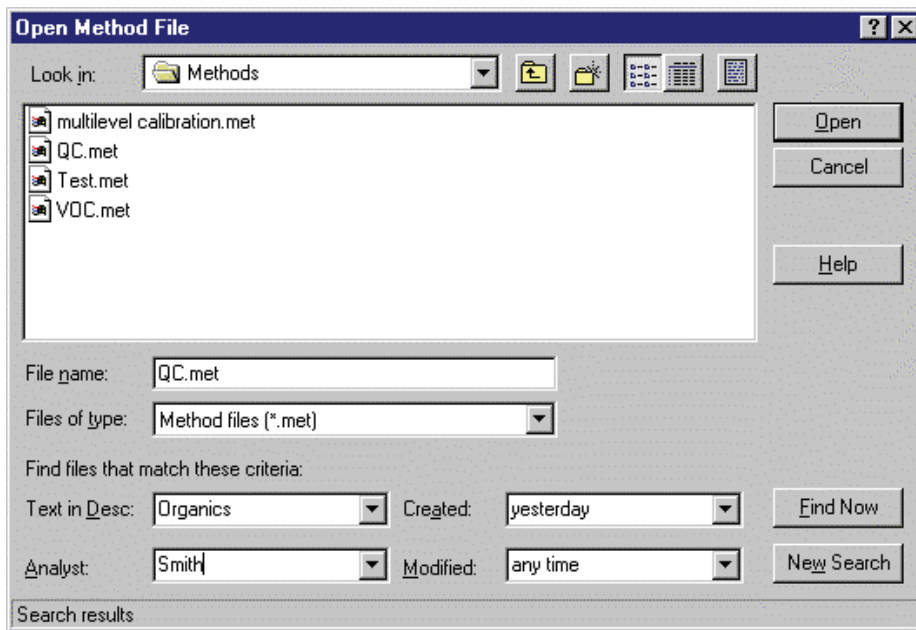 Open Method File
Look in: Methods
multilevel calibration.met
QC.met
Test.met
VOC.met
Open
Cancel
Help
File name: QC.met
Files of type: Method files (*.met)
Find files that match these criteria:
Text in Desc: Organics Created: yesterday Find Now
Analyst: Smith Modified: any time New Search
Search results